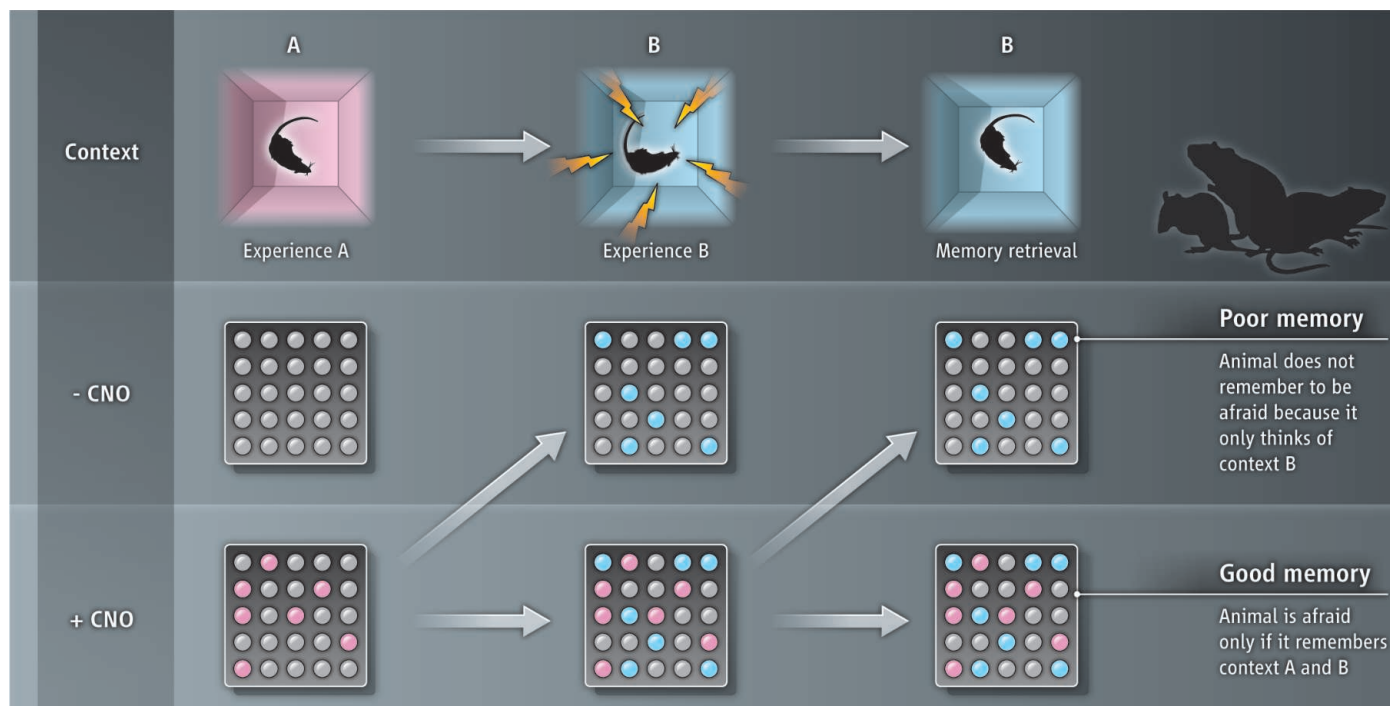 A
B
B
Context
Experience A
Experience B
Memory retrieval
- CNO
Poor memory
Animal does not
remember to be
afraid because it
only thinks of
context B
+ CNO
Good memory
Animal is afraid
only if it remembers
context A and B